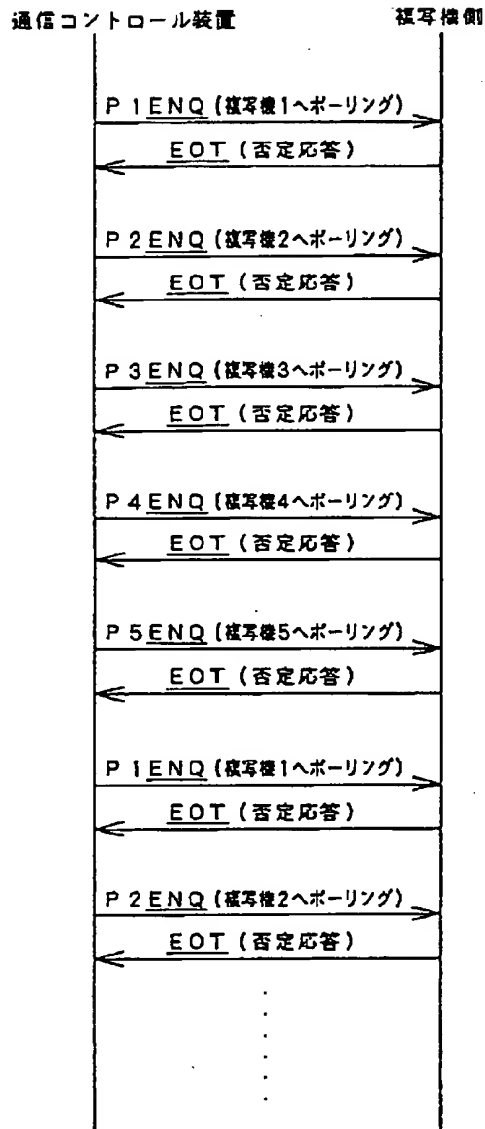 通信コントロール装置 複写機側
P1ENQ(複写機1へポーリング)
EOT(否定応答)
P2ENQ(複写機2へポーリング)
EOT(否定応答)
P3ENQ(複写機3へポーリング)
EOT(否定応答)
P4ENQ(複写機4へポーリング)
EOT(否定応答)
P5ENQ(複写機5へポーリング)
EOT(否定応答)
P1ENQ(複写機1へポーリング)
EOT(否定応答)
P2ENQ(複写機2へポーリング)
EOT(否定応答)